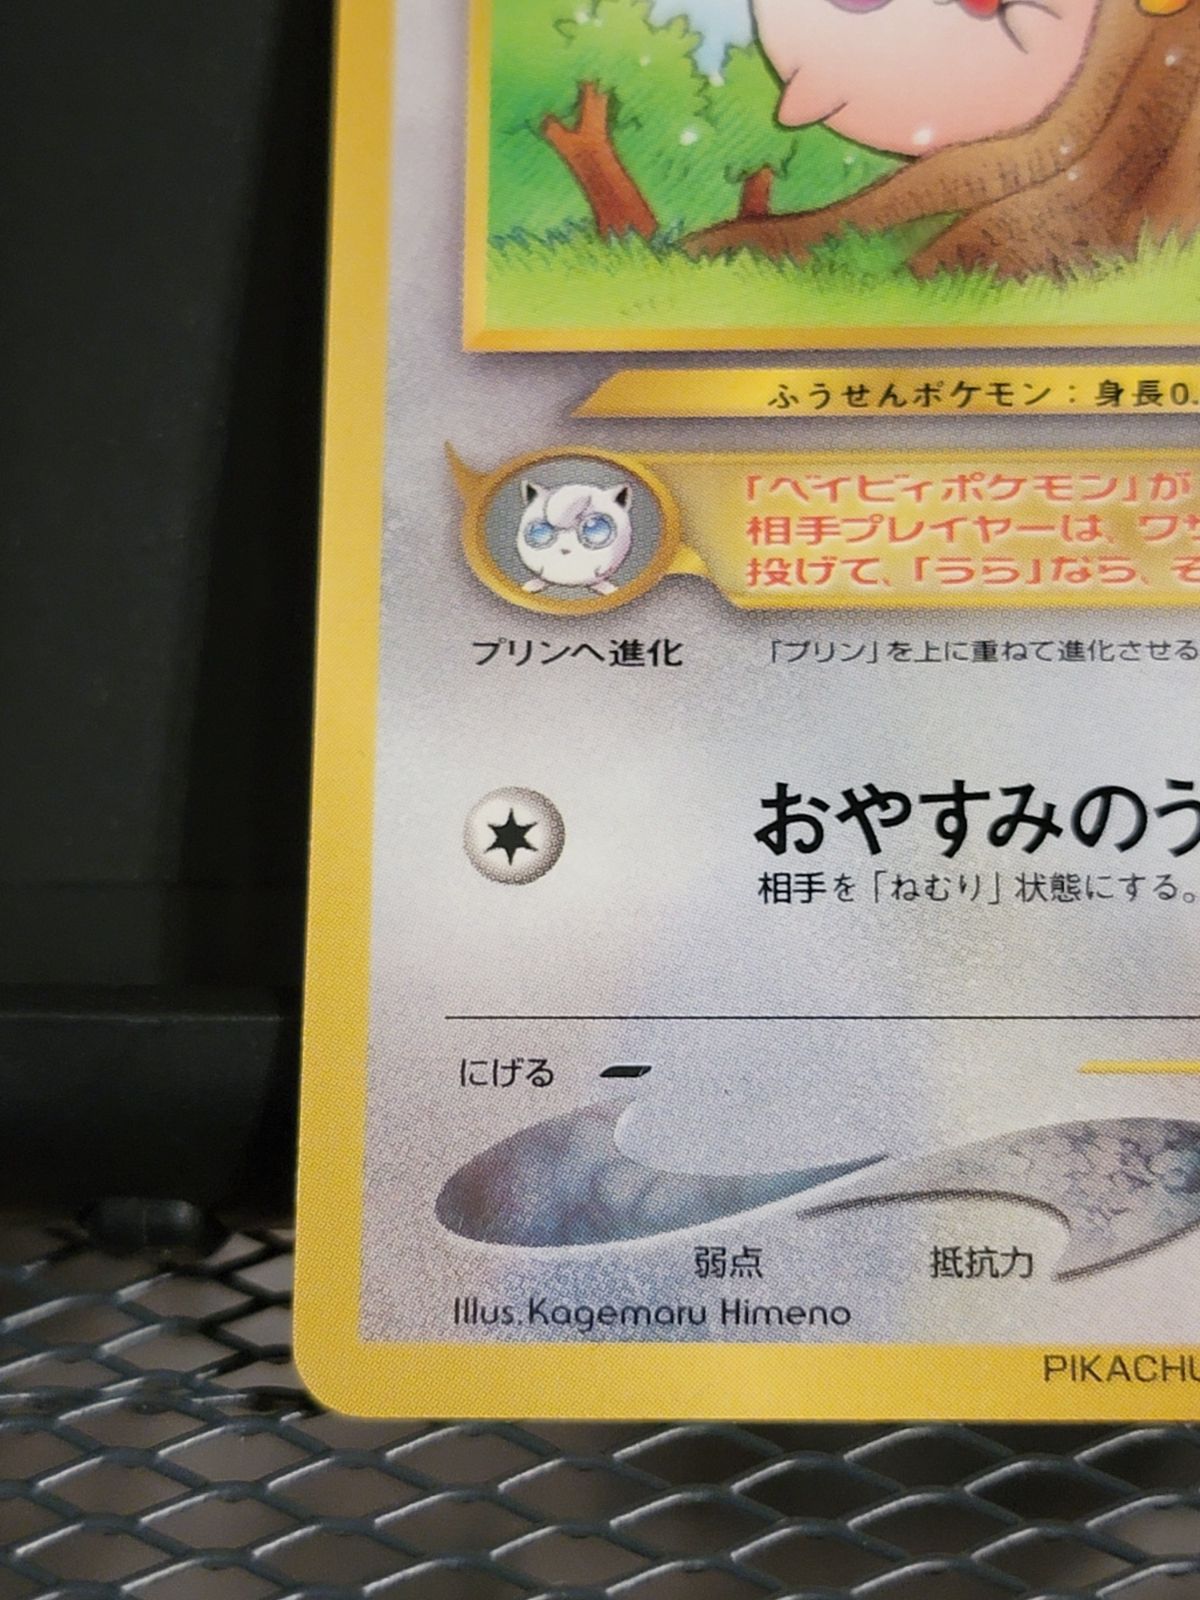 ふうせんポケモン：身長0.
「ベイビィポケモン」が
相手プレイヤーは、ワザ
投げて、「うら」なら、そ
プリンへ進化
「プリン」を上に重ねて進化させる
おやすみのう
相手を「ねむり」状態にする。
にげる
弱点 抵抗力
Illus. Kagemaru Himeno
PIKACHU